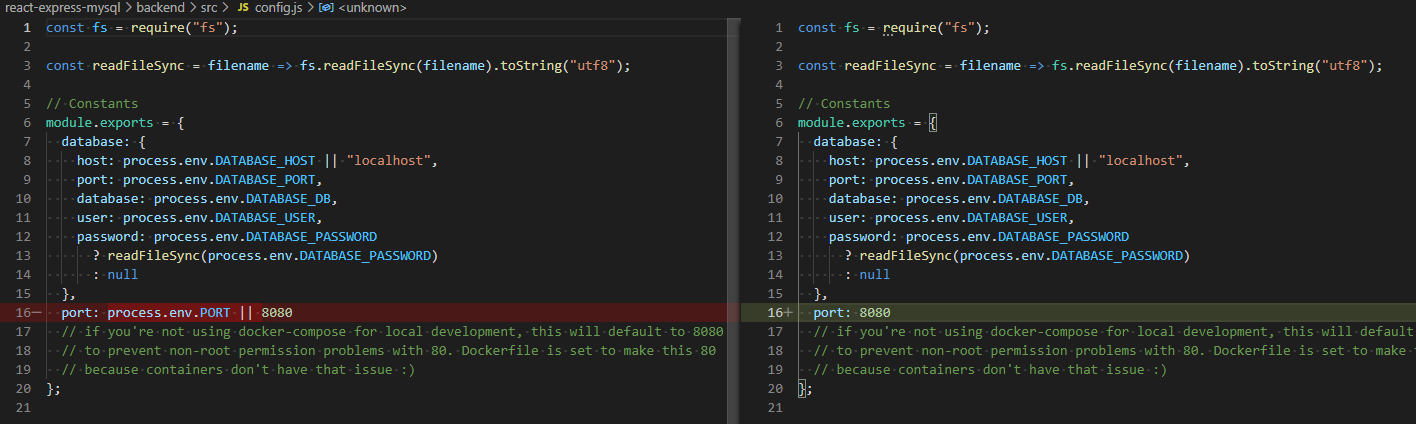 react-express-mysql > backend > src > JS config.js > <unknown>
1 const fs = require("fs");
2
3 const readFileSync = filename => fs.readFileSync(filename).toString("utf8");
4
5 // Constants
6 module.exports = {
7   database: {
8     host: process.env.DATABASE_HOST || "localhost",
9     port: process.env.DATABASE_PORT,
10     database: process.env.DATABASE_DB,
11     user: process.env.DATABASE_USER,
12     password: process.env.DATABASE_PASSWORD
13       ? readFileSync(process.env.DATABASE_PASSWORD)
14       : null
15   },
16−  port: process.env.PORT || 8080
17   // if you're not using docker-compose for local development, this will default to 8080
18   // to prevent non-root permission problems with 80. Dockerfile is set to make this 80
19   // because containers don't have that issue :)
20 };
21
1 const fs = require("fs");
2
3 const readFileSync = filename => fs.readFileSync(filename).toString("utf8");
4
5 // Constants
6 module.exports = {
7   database: {
8     host: process.env.DATABASE_HOST || "localhost",
9     port: process.env.DATABASE_PORT,
10     database: process.env.DATABASE_DB,
11     user: process.env.DATABASE_USER,
12     password: process.env.DATABASE_PASSWORD
13       ? readFileSync(process.env.DATABASE_PASSWORD)
14       : null
15   },
16+  port: 8080
17   // if you're not using docker-compose for local development, this will default
18   // to prevent non-root permission problems with 80. Dockerfile is set to make
19   // because containers don't have that issue :)
20 };
21